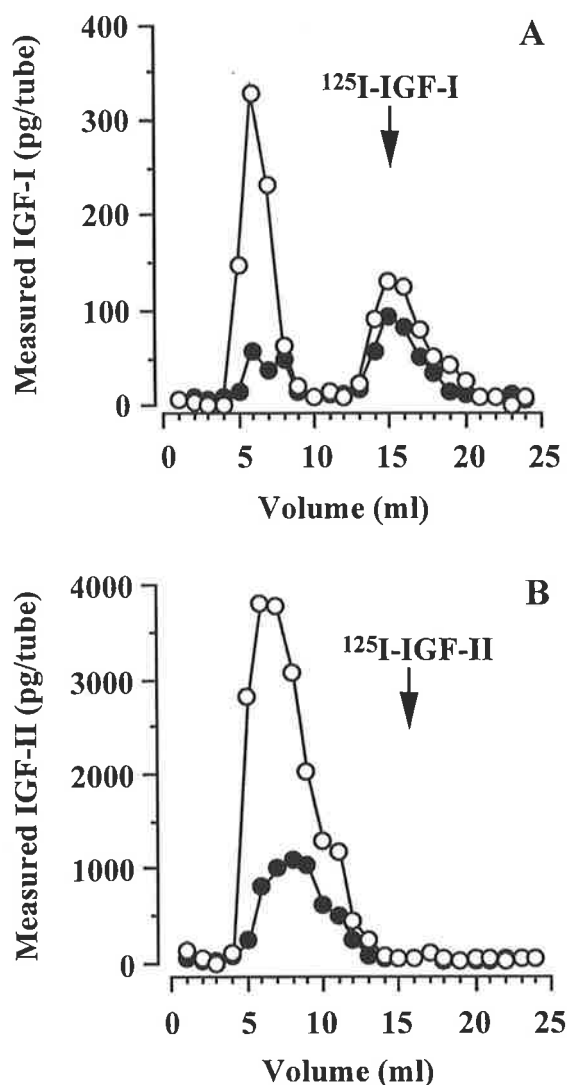 A
¹²⁵I-IGF-I
Measured IGF-I (pg/tube)
400
300
200
100
0
0 5 10 15 20 25
Volume (ml)
B
¹²⁵I-IGF-II
Measured IGF-II (pg/tube)
4000
3000
2000
1000
0
0 5 10 15 20 25
Volume (ml)